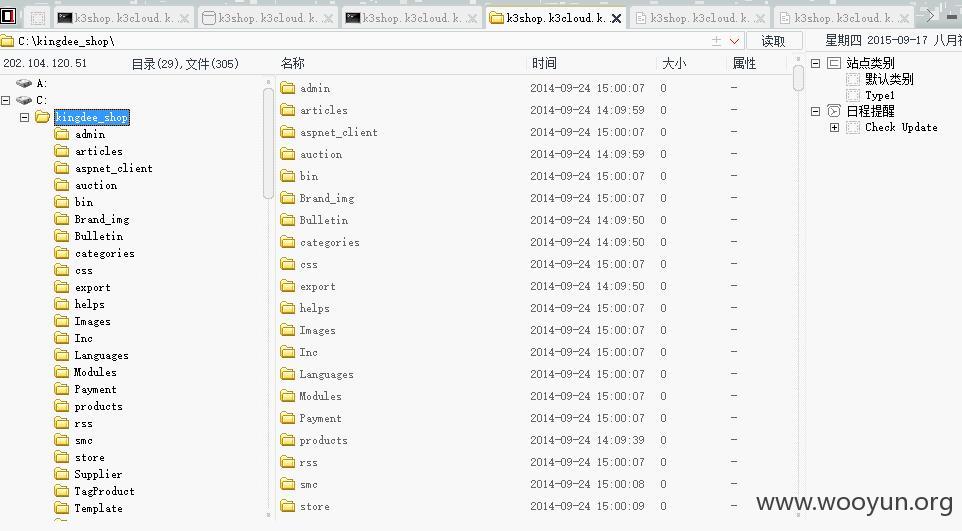 k3shop.k3cloud.k. k3shop.k3cloud.k. k3shop.k3cloud.k. k3shop.k3cloud.k. k3shop.k3cloud.k. k3shop.k3cloud.k.
C:\kingdee_shop\ 读取 星期四 2015-09-17 八月初
202.104.120.51 目录(29),文件(305) 名称 时间 大小 属性
A:
C:
kingdee_shop
admin
articles
aspnet_client
auction
bin
Brand_img
Bulletin
categories
css
export
helps
Images
Inc
Languages
Modules
Payment
products
rss
smc
store
Supplier
TagProduct
Template
admin 2014-09-24 15:00:07 0 —
articles 2014-09-24 14:09:59 0 —
aspnet_client 2014-09-24 15:00:07 0 —
auction 2014-09-24 14:09:59 0 —
bin 2014-09-24 15:00:07 0 —
Brand_img 2014-09-24 15:00:07 0 —
Bulletin 2014-09-24 14:09:50 0 —
categories 2014-09-24 14:09:50 0 —
css 2014-09-24 15:00:07 0 —
export 2014-09-24 14:09:50 0 —
helps 2014-09-24 15:00:07 0 —
Images 2014-09-24 15:00:07 0 —
Inc 2014-09-24 15:00:07 0 —
Languages 2014-09-24 15:00:07 0 —
Modules 2014-09-24 15:00:07 0 —
Payment 2014-09-24 15:00:07 0 —
products 2014-09-24 14:09:39 0 —
rss 2014-09-24 15:00:07 0 —
smc 2014-09-24 15:00:08 0 —
store 2014-09-24 15:00:09 0 —
站点类别
默认类别
Type1
日程提醒
Check Update
www.wooyun.org